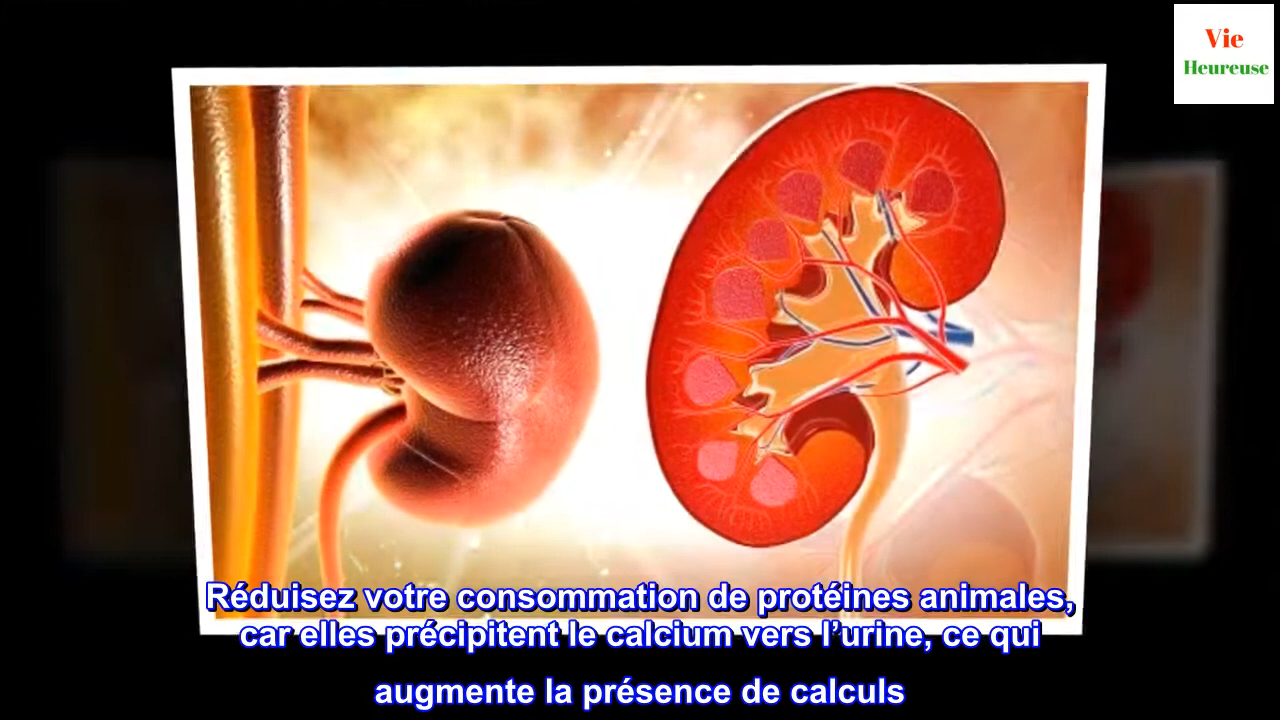 Vie
Heureuse
Réduisez votre consommation de protéines animales,
car elles précipitent le calcium vers l’urine, ce qui
augmente la présence de calculs